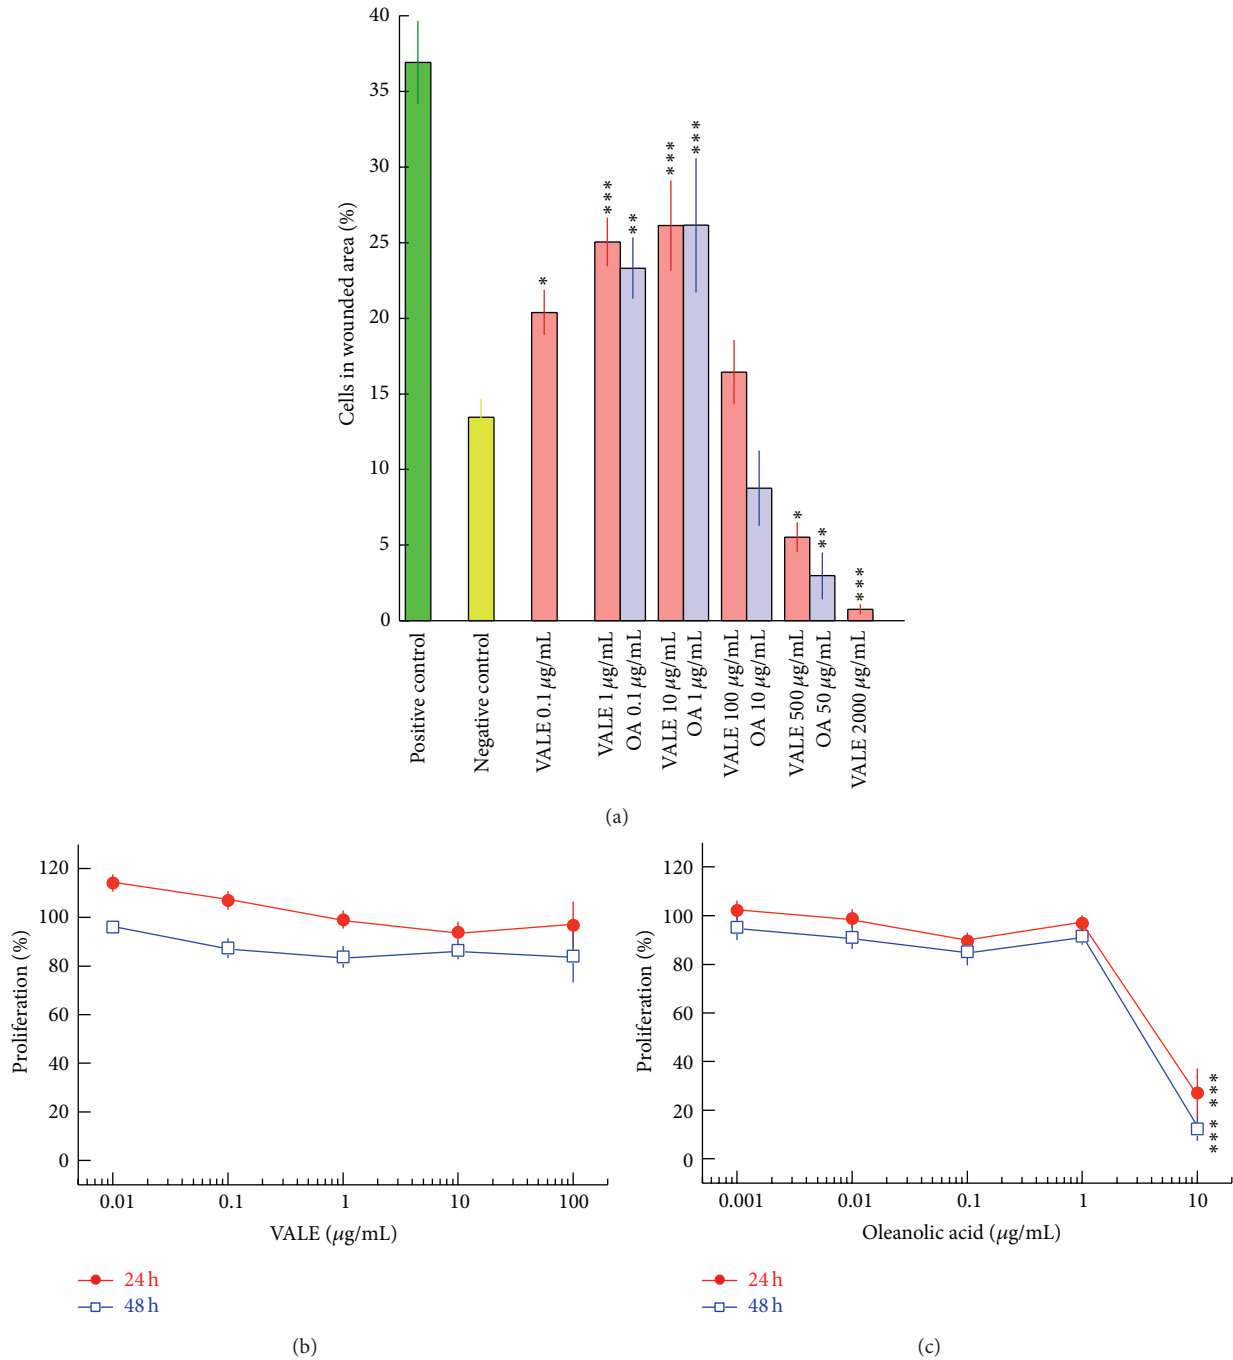 40
35
30
25
20
15
10
5
0
Cells in wounded area (%)
*
***
**
***
***
*
**
***
Positive control
Negative control
VALE 0.1 μg/mL
VALE 1 μg/mL
OA 0.1 μg/mL
VALE 10 μg/mL
OA 1 μg/mL
VALE 100 μg/mL
OA 10 μg/mL
VALE 500 μg/mL
OA 50 μg/mL
VALE 2000 μg/mL
(a)
120
100
80
60
40
20
0
Proliferation (%)
0.01 0.1 1 10 100
VALE (μg/mL)
24 h
48 h
(b)
120
100
80
60
40
20
0
Proliferation (%)
***
***
0.001 0.01 0.1 1 10
Oleanolic acid (μg/mL)
24 h
48 h
(c)